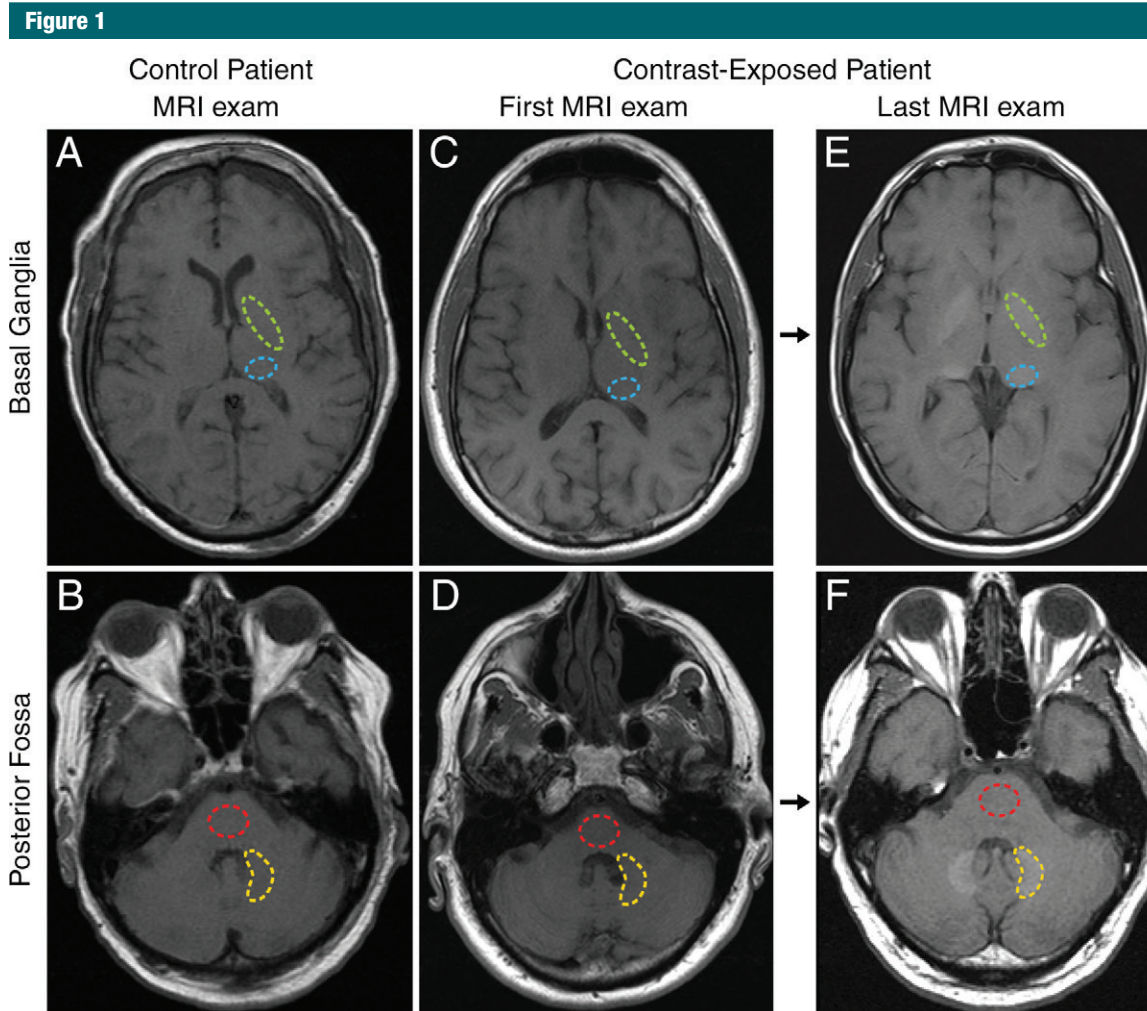 Figure 1
Control Patient
MRI exam
Contrast-Exposed Patient
First MRI exam
Last MRI exam
Basal Ganglia
A
C
E
Posterior Fossa
B
D
F